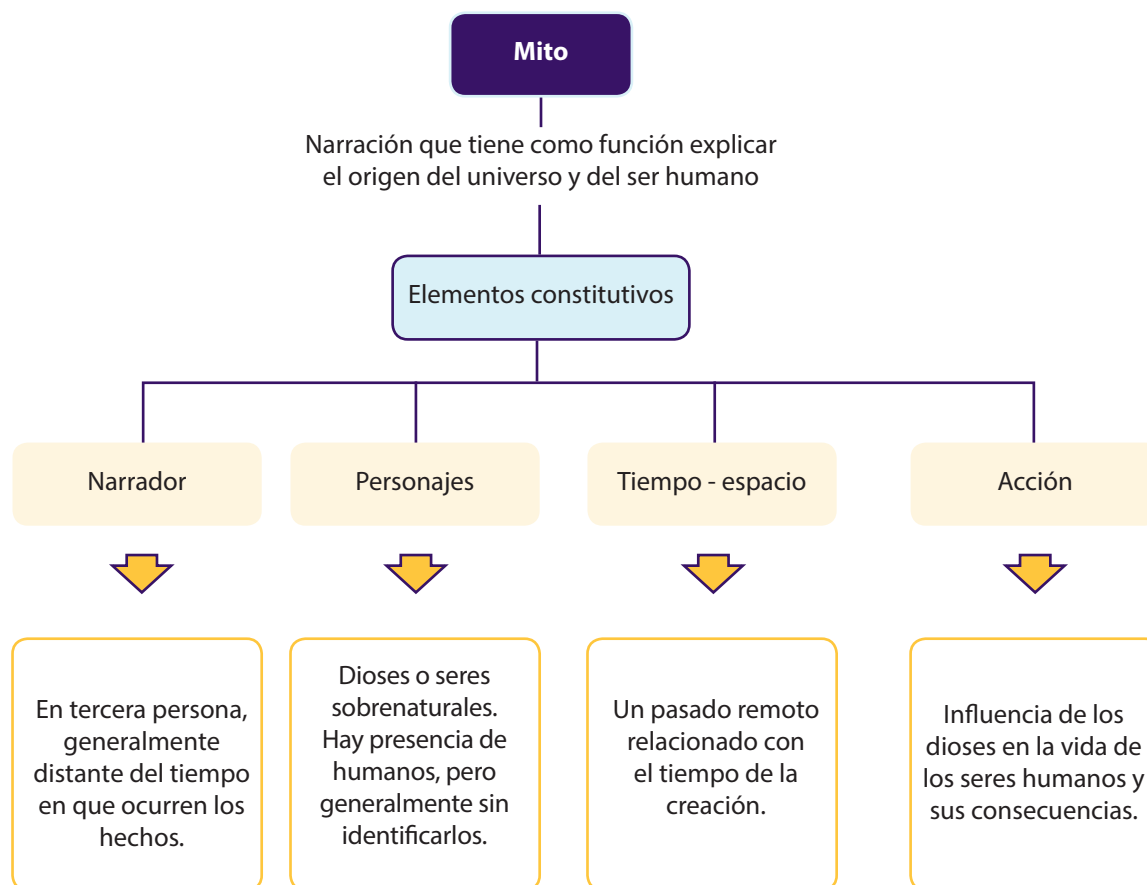 Mito
Narración que tiene como función explicar
el origen del universo y del ser humano
Elementos constitutivos
Narrador
Personajes
Tiempo - espacio
Acción
En tercera persona,
generalmente
distante del tiempo
en que ocurren los
hechos.
Dioses o seres
sobrenaturales.
Hay presencia de
humanos, pero
generalmente sin
identificarlos.
Un pasado remoto
relacionado con
el tiempo de la
creación.
Influencia de los
dioses en la vida de
los seres humanos y
sus consecuencias.